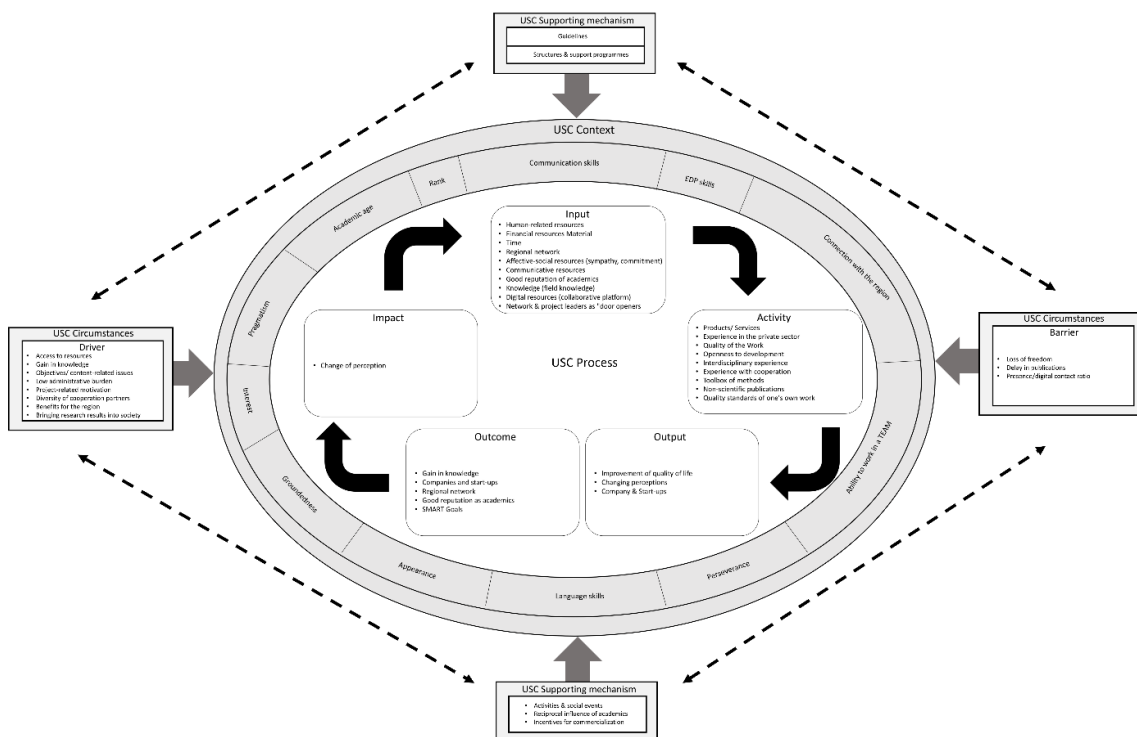 USC Supporting mechanism
Guidelines
Structures & support programmes
USC Context
Communication skills
EDP skills
Connection with the region
Ability to work in a TEAM
Perseverance
Language skills
Appearance
Groundedness
Interest
Pragmatism
Academic age
Rank
Input
• Human-related resources
• Financial resources Material
• Time
• Regional network
• Affective-social resources (sympathy, commitment)
• Communicative resources
• Good reputation of academics
• Knowledge (field knowledge)
• Digital resources (collaborative platform)
• Network & project leaders as "door openers
Activity
• Products/ Services
• Experience in the private sector
• Quality of the Work
• Openness to development
• Interdisciplinary experience
• Experience with cooperation
• Toolbox of methods
• Non-scientific publications
• Quality standards of one's own work
Impact
• Change of perception
USC Process
Outcome
• Gain in knowledge
• Companies and start-ups
• Regional network
• Good reputation as academics
• SMART Goals
Output
• Improvement of quality of life
• Changing perceptions
• Company & Start-ups
USC Circumstances
Driver
• Access to resources
• Gain in knowledge
• Objectives/ content-related issues
• Low administrative burden
• Project-related motivation
• Diversity of cooperation partners
• Benefits for the region
• Bringing research results into society
USC Circumstances
Barrier
• Loss of freedom
• Delay in publications
• Presence/digital contact ratio
USC Supporting mechanism
• Activities & social events
• Reciprocal influence of academics
• Incentives for commercialization